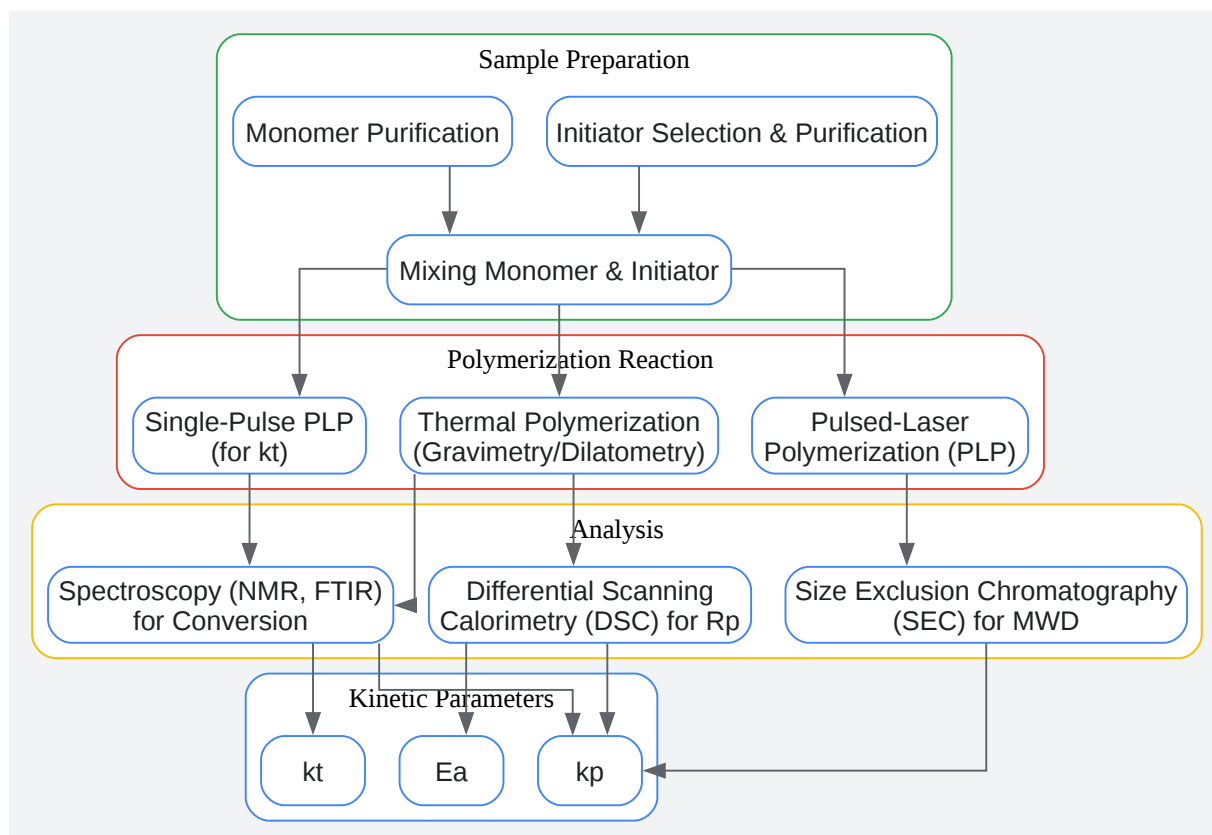 Sample Preparation
Monomer Purification
Initiator Selection & Purification
Mixing Monomer & Initiator
Polymerization Reaction
Single-Pulse PLP
(for kt)
Thermal Polymerization
(Gravimetry/Dilatometry)
Pulsed-Laser
Polymerization (PLP)
Analysis
Spectroscopy (NMR, FTIR)
for Conversion
Differential Scanning
Calorimetry (DSC) for Rp
Size Exclusion Chromatography
(SEC) for MWD
Kinetic Parameters
kt
Ea
kp